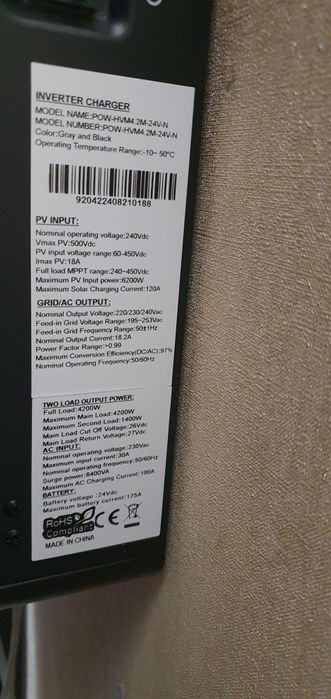 INVERTER CHARGER
MODEL NAME:POW-HVM4.2M-24V-N
MODEL NUMBER:POW-HVM4.2M-24V-N
Color:Gray and Black
Operating Temperature Range:-10~ 50°C
920422408210188
PV INPUT:
Nominal operating voltage:240Vdc
Vmax PV:500Vdc
PV input voltage range:60-450Vdc
Imax PV:18A
Full load MPPT range:240~450Vdc
Maximum PV Input power:6200W
Maximum Solar Charging Current:120A
GRID/AC OUTPUT:
Nominal Output Voltage:220/230/240Vac
Feed-in Grid Voltage Range:195~253Vac
Feed-in Grid Frequency Range:50±1Hz
Nominal Output Current:18.2A
Power Factor Range:>0.99
Maximum Conversion Efficiency(DC/AC):97%
Nominal Operating Frequency:50/60Hz
TWO LOAD OUTPUT POWER:
Full Load:4200W
Maximum Main Load:4200W
Maximum Second Load:1400W
Main Load Cut Off Voltage:26Vdc
Main Load Return Voltage:27Vdc
AC INPUT:
Nominal operating voltage:230Vac
Maximum input current:30A
Nominal operating frequency:50/60Hz
Surge power:8400VA
Maximum AC Charging Current:100A
BATTERY:
Battery voltage :24Vdc
Maximum battery current:175A
RoHS
Compliant
CE
MADE IN CHINA